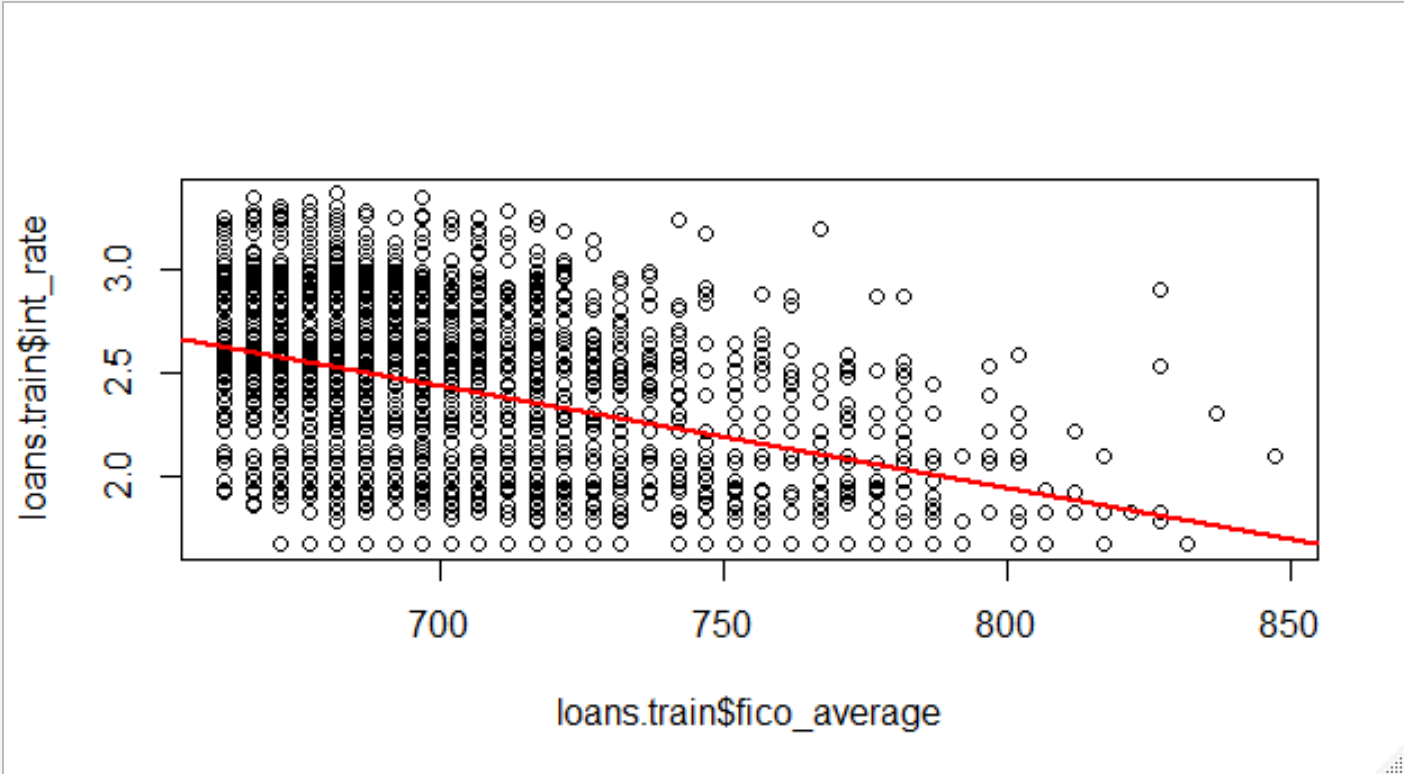 loans.train$int_rate
3.0
2.5
2.0
700 750 800 850
loans.train$fico_average